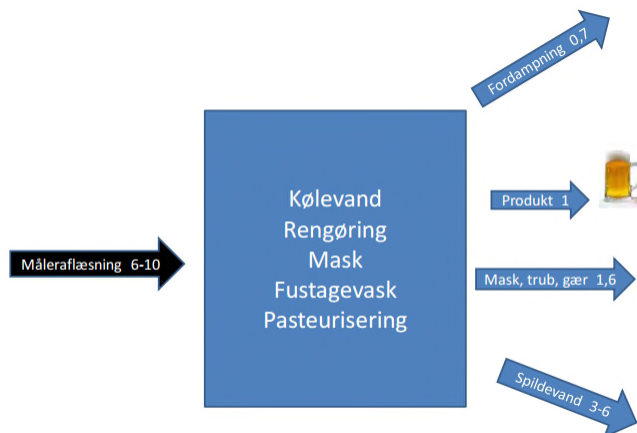 Fordampning 0,7
Kølevand
Rengøring
Mask
Fustagevask
Pasteurisering
Måleraflæsning 6-10
Produkt 1
Mask, trub, gær 1,6
Spildevand 3-6